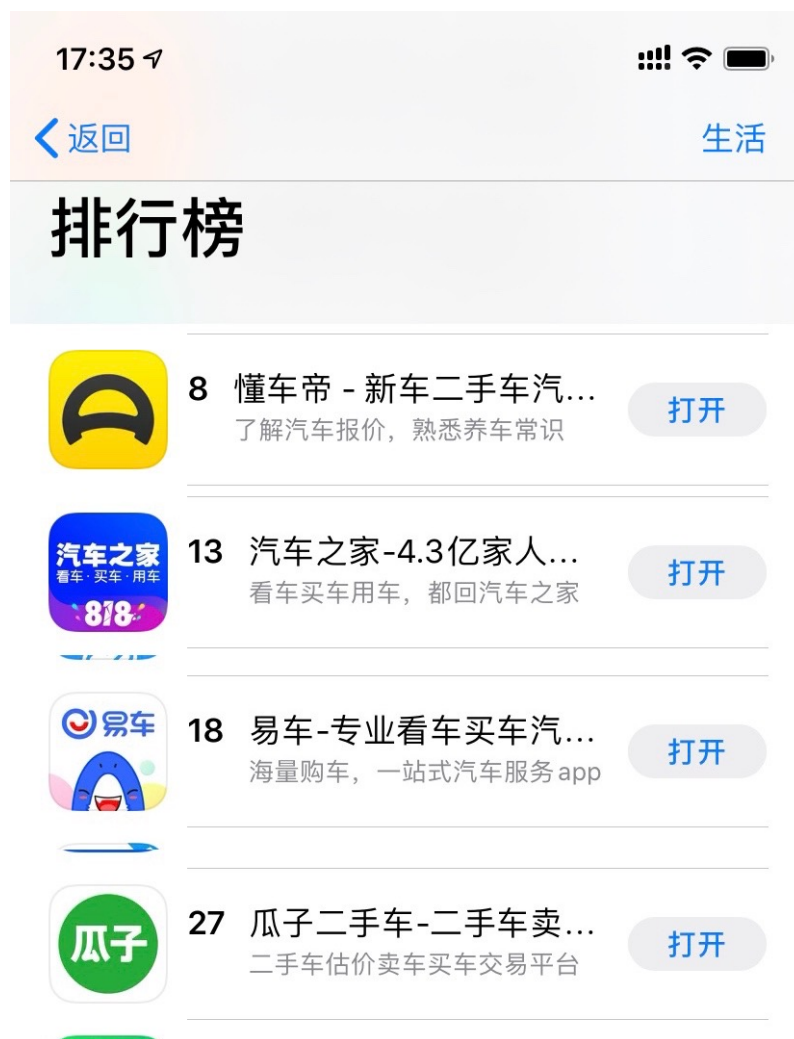 17:35
返回
生活
排行榜
8 懂车帝 - 新车二手车汽...
了解汽车报价，熟悉养车常识
打开
汽车之家
看车·买车·用车
818
13 汽车之家-4.3亿家人...
看车买车用车，都回汽车之家
打开
易车
18 易车-专业看车买车汽...
海量购车，一站式汽车服务app
打开
瓜子
27 瓜子二手车-二手车卖...
二手车估价卖车买车交易平台
打开